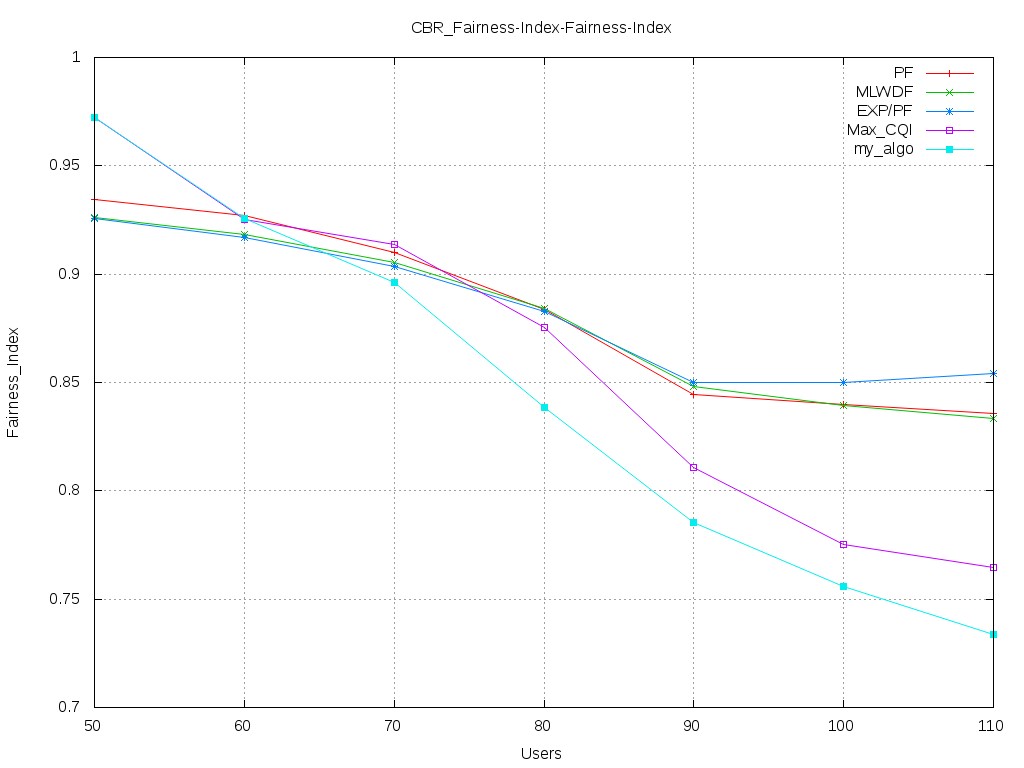 CBR_Fairness-Index-Fairness-Index
1
0.95
0.9
0.85
0.8
0.75
0.7
Fairness_Index
PF
MLWDF
EXP/PF
Max_CQI
my_algo
50 60 70 80 90 100 110
Users